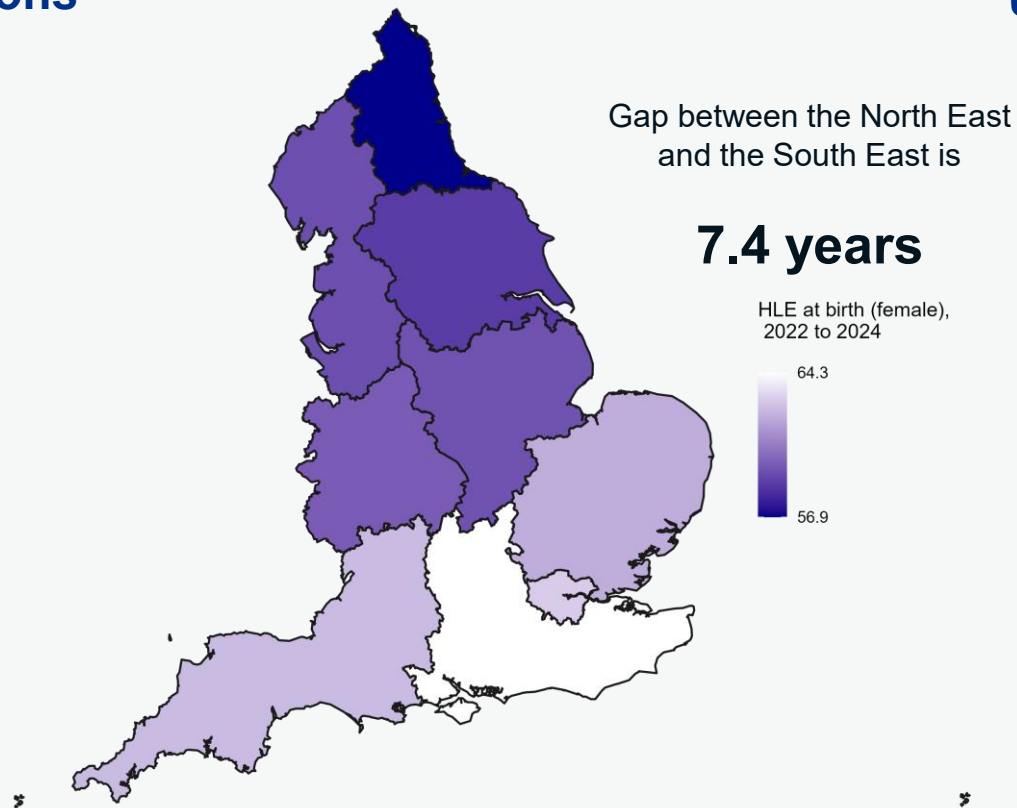 Gap between the North East
and the South East is
7.4 years
HLE at birth (female),
2022 to 2024
64.3
56.9